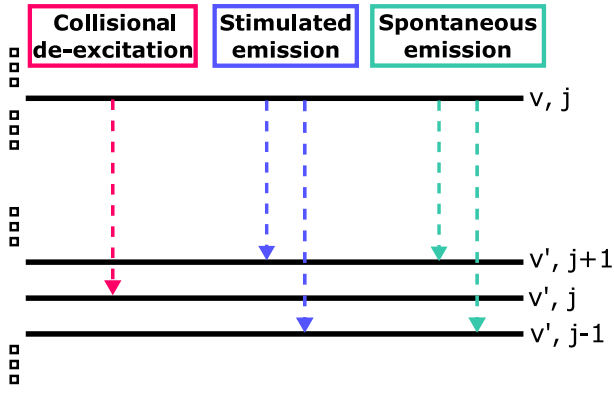 Collisional
de-excitation
Stimulated
emission
Spontaneous
emission
v, j
v', j+1
v', j
v', j-1